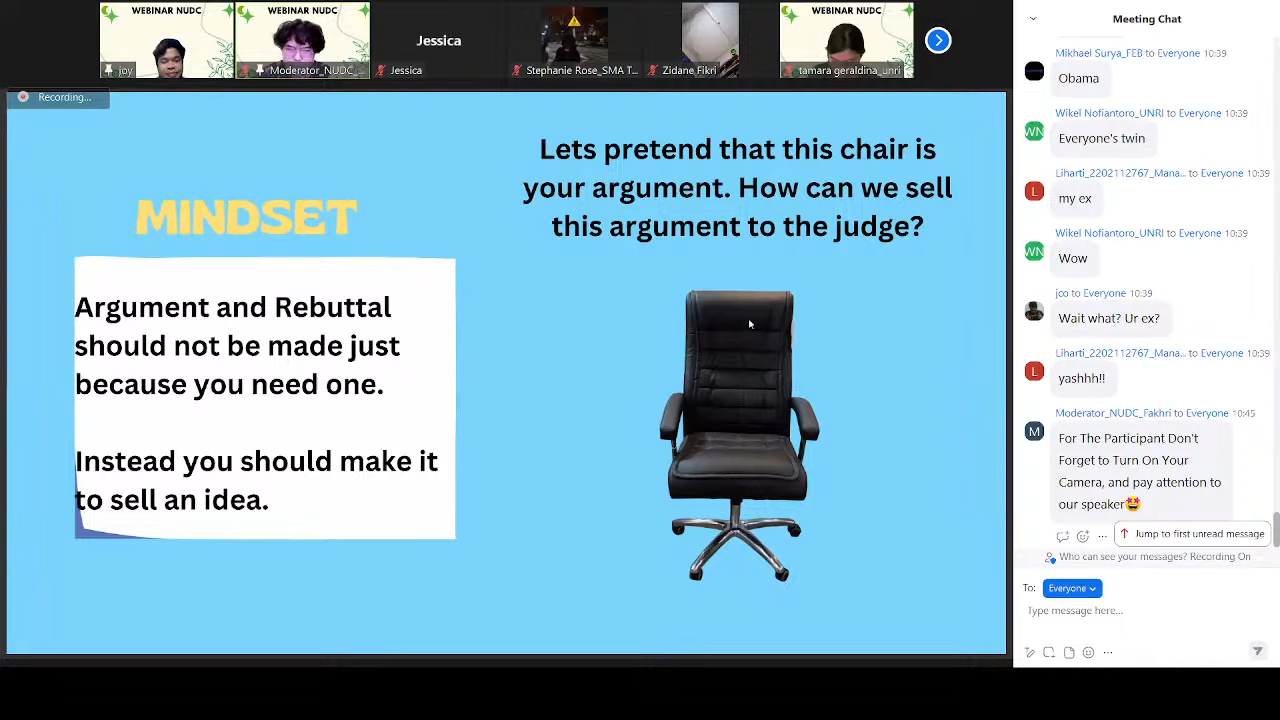 WEBINAR NUDC
joy
WEBINAR NUDC
Moderator_NUDC_
Jessica
Jessica
Stephanie Rose_SMA T...
Zidane Fikri
WEBINAR NUDC
tamara geraldina_unri
Recording...
MINDSET
Argument and Rebuttal
should not be made just
because you need one.
Instead you should make it
to sell an idea.
Lets pretend that this chair is
your argument. How can we sell
this argument to the judge?
Meeting Chat
Mikhael Surya_FEB to Everyone 10:39
Obama
WN
Wikel Nofiantoro_UNRI to Everyone 10:39
Everyone's twin
L
Liharti_2202112767_Mana... to Everyone 10:39
my ex
WN
Wikel Nofiantoro_UNRI to Everyone 10:39
Wow
jco to Everyone 10:39
Wait what? Ur ex?
L
Liharti_2202112767_Mana... to Everyone 10:39
yashhh!!
M
Moderator_NUDC_Fakhri to Everyone 10:45
For The Participant Don't
Forget to Turn On Your
Camera, and pay attention to
our speaker🤩
Jump to first unread message
Who can see your messages? Recording On
To: Everyone
Type message here...